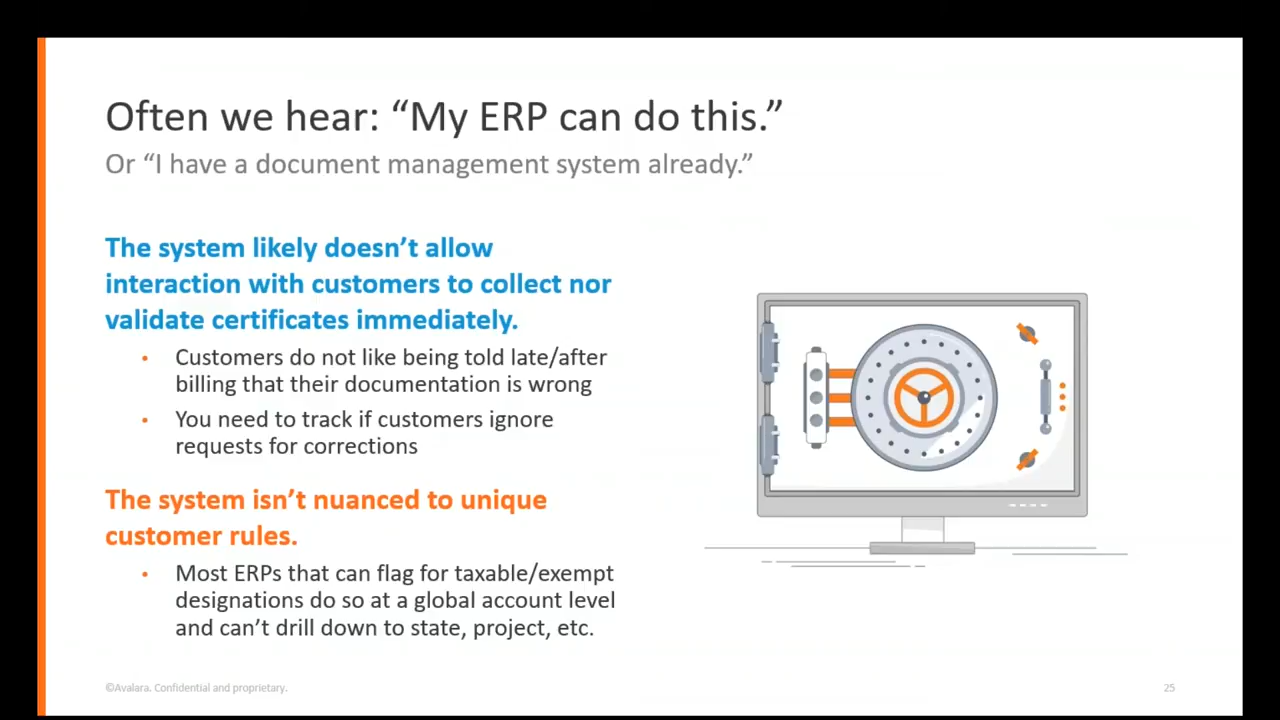 Often we hear: “My ERP can do this.”
Or “I have a document management system already.”
The system likely doesn’t allow
interaction with customers to collect nor
validate certificates immediately.
• Customers do not like being told late/after
billing that their documentation is wrong
• You need to track if customers ignore
requests for corrections
The system isn’t nuanced to unique
customer rules.
• Most ERPs that can flag for taxable/exempt
designations do so at a global account level
and can’t drill down to state, project, etc.
©Avalara. Confidential and proprietary.
25